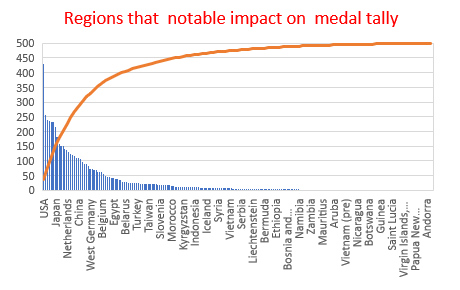 Regions that  notable impact on  medal tally
500
450
400
350
300
250
200
150
100
50
0
USA
Japan
Netherlands
China
West Germany
Belgium
Egypt
Belarus
Turkey
Taiwan
Slovenia
Morocco
Kyrgyzstan
Indonesia
Iceland
Syria
Vietnam
Serbia
Liechtenstein
Bermuda
Ethiopia
Bosnia and...
Namibia
Zambia
Mauritius
Aruba
Vietnam (pre)
Nicaragua
Botswana
Guinea
Saint Lucia
Virgin Islands,...
Papua New...
Andorra